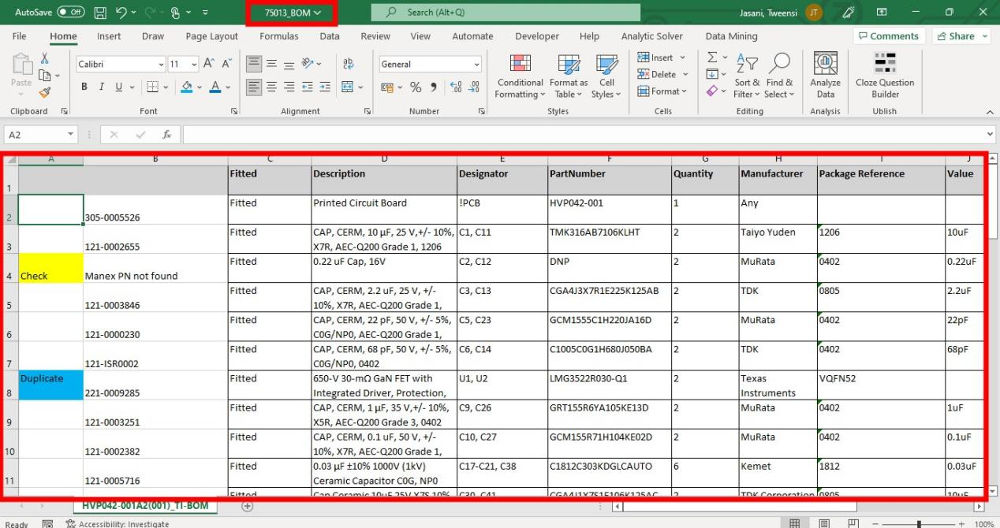 AutoSave Off 75013_BOM Search (Alt+Q) Jasani, Tweensi JT
File Home Insert Draw Page Layout Formulas Data Review View Automate Developer Help Analytic Solver Data Mining Comments Share
Paste
Calibri 11
General
Conditional Formatting
Format as Table
Cell Styles
Insert
Delete
Format
Sort & Filter
Find & Select
Analyze Data
Cloze Question Builder
Clipboard Font Alignment Number Styles Cells Editing Analysis Ublish
A2 fx
A B C D E F G H I J
1 Fitted Description Designator PartNumber Quantity Manufacturer Package Reference Value
2 305-0005526 Fitted Printed Circuit Board !PCB HVP042-001 1 Any
3 121-0002655 Fitted CAP, CERM, 10 µF, 25 V,+/- 10%, X7R, AEC-Q200 Grade 1, 1206 C1, C11 TMK316AB7106KLHT 2 Taiyo Yuden 1206 10uF
4 Check Manex PN not found Fitted 0.22 uF Cap, 16V C2, C12 DNP 2 MuRata 0402 0.22uF
5 121-0003846 Fitted CAP, CERM, 2.2 uF, 25 V, +/- 10%, X7R, AEC-Q200 Grade 1, C3, C13 CGA4J3X7R1E225K125AB 2 TDK 0805 2.2uF
6 121-0000230 Fitted CAP, CERM, 22 pF, 50 V, +/- 5%, C0G/NP0, AEC-Q200 Grade 1, C5, C23 GCM1555C1H220JA16D 2 MuRata 0402 22pF
7 121-ISR0002 Fitted CAP, CERM, 68 pF, 50 V, +/- 5%, C0G/NP0, 0402 C6, C14 C1005C0G1H680J050BA 2 TDK 0402 68pF
8 Duplicate 221-0009285 Fitted 650-V 30-mΩ GaN FET with Integrated Driver, Protection, U1, U2 LMG3522R030-Q1 2 Texas Instruments VQFN52
9 121-0003251 Fitted CAP, CERM, 1 µF, 35 V,+/- 10%, X5R, AEC-Q200 Grade 3, 0402 C9, C26 GRT155R6YA105KE13D 2 MuRata 0402 1uF
10 121-0002382 Fitted CAP, CERM, 0.1 uF, 50 V, +/- 10%, X7R, AEC-Q200 Grade 1, C10, C27 GCM155R71H104KE02D 2 MuRata 0402 0.1uF
11 121-0005716 Fitted 0.03 µF ±10% 1000V (1kV) Ceramic Capacitor C0G, NP0 C17-C21, C38 C1812C303KDGLCAUTO 6 Kemet 1812 0.03uF
Fitted Cap Ceramic 10uF 25V X7S 10% C30, C41 CGA4J1X7S1E106K125AC 2 TDK Corporation 0805 10uF
HVP042-001A2(001)_TI-BOM
Ready Accessibility: Investigate 100%